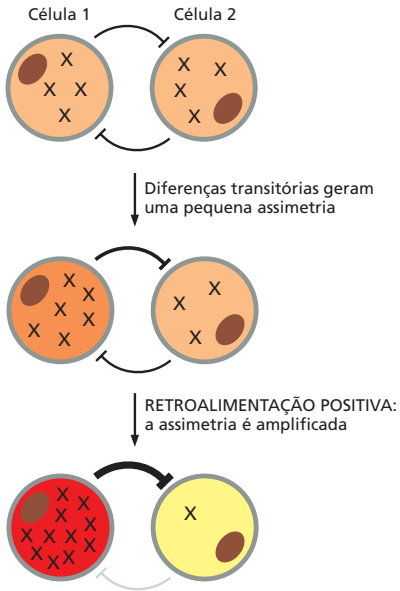 Célula 1
Célula 2
X X X X
X X X X
Diferenças transitórias geram
uma pequena assimetria
X X X X X X
X X X
RETROALIMENTAÇÃO POSITIVA:
a assimetria é amplificada
X X X X X X X X X X
X